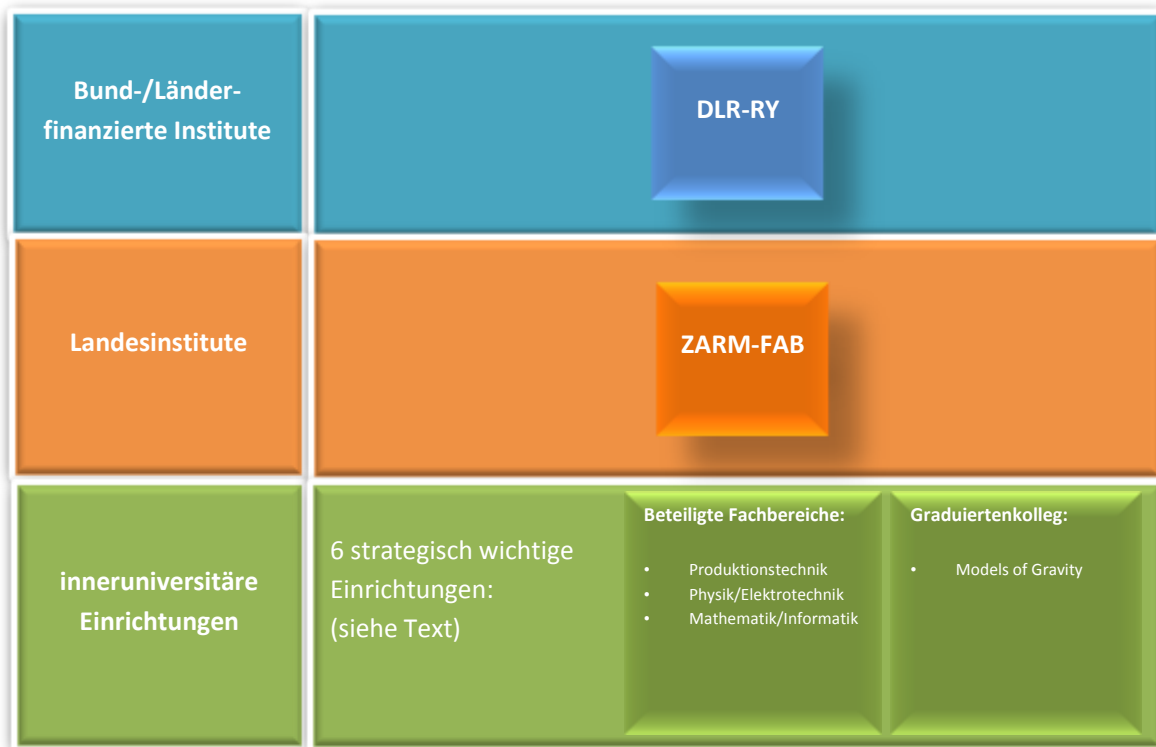 Bund-/Länder-
finanzierte Institute
DLR-RY
Landesinstitute
ZARM-FAB
inneruniversitäre
Einrichtungen
6 strategisch wichtige
Einrichtungen:
(siehe Text)
Beteiligte Fachbereiche:
• Produktionstechnik
• Physik/Elektrotechnik
• Mathematik/Informatik
Graduiertenkolleg:
• Models of Gravity